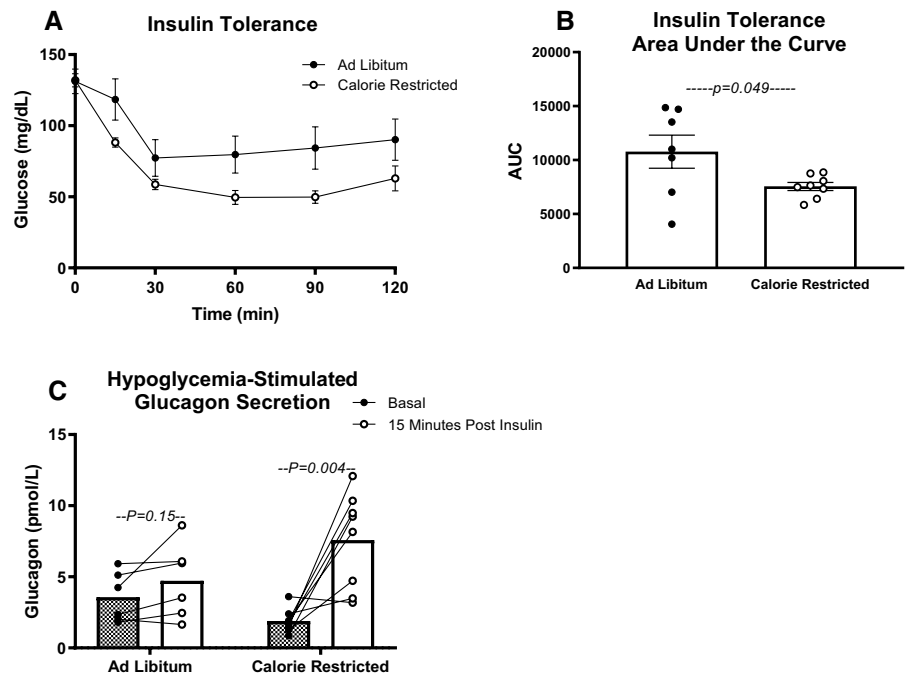 A
Insulin Tolerance
Ad Libitum
Calorie Restricted
150
100
50
0
Glucose (mg/dL)
0 30 60 90 120
Time (min)
B
Insulin Tolerance
Area Under the Curve
-----p=0.049-----
20000
15000
10000
5000
0
AUC
Ad Libitum Calorie Restricted
C
Hypoglycemia-Stimulated
Glucagon Secretion
Basal
15 Minutes Post Insulin
15
10
5
0
Glucagon (pmol/L)
--P=0.15--
--P=0.004--
Ad Libitum Calorie Restricted